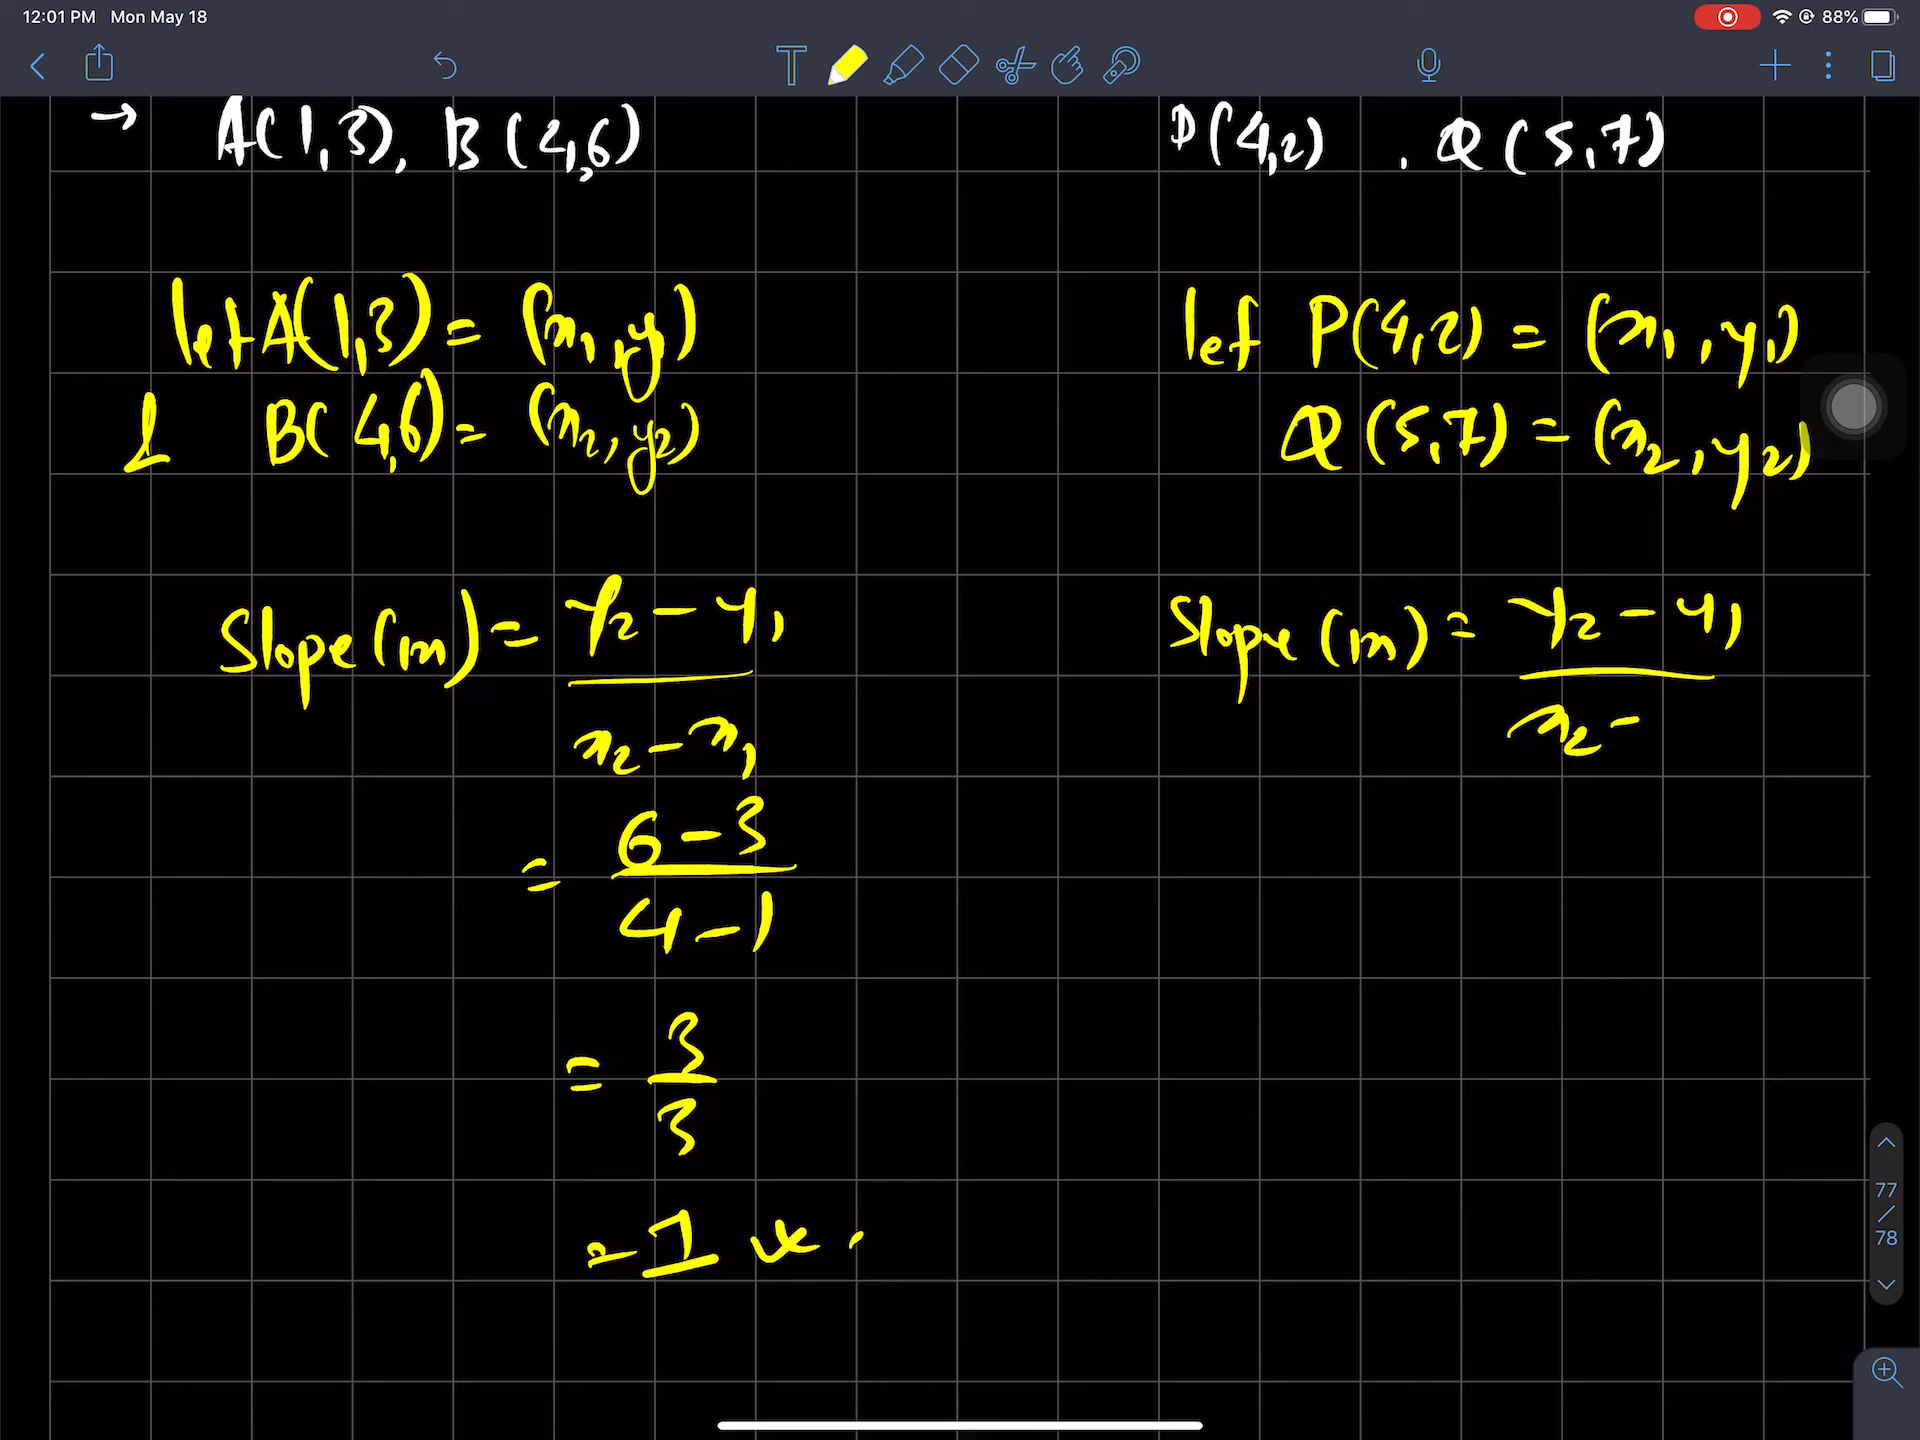 12:01 PM Mon May 18
88%
→ A(1,3), B(4,6)
P(4,2) , Q(5,7)
let A(1,3) = (x₁,y₁)
& B(4,6) = (x₂,y₂)
let P(4,2) = (x₁,y₁)
Q(5,7) = (x₂,y₂)
Slope(m) = y₂-y₁
x₂-x₁
= 6-3
4-1
= 3
3
= 1
Slope (m) = y₂-y₁
x₂-
77
/
78